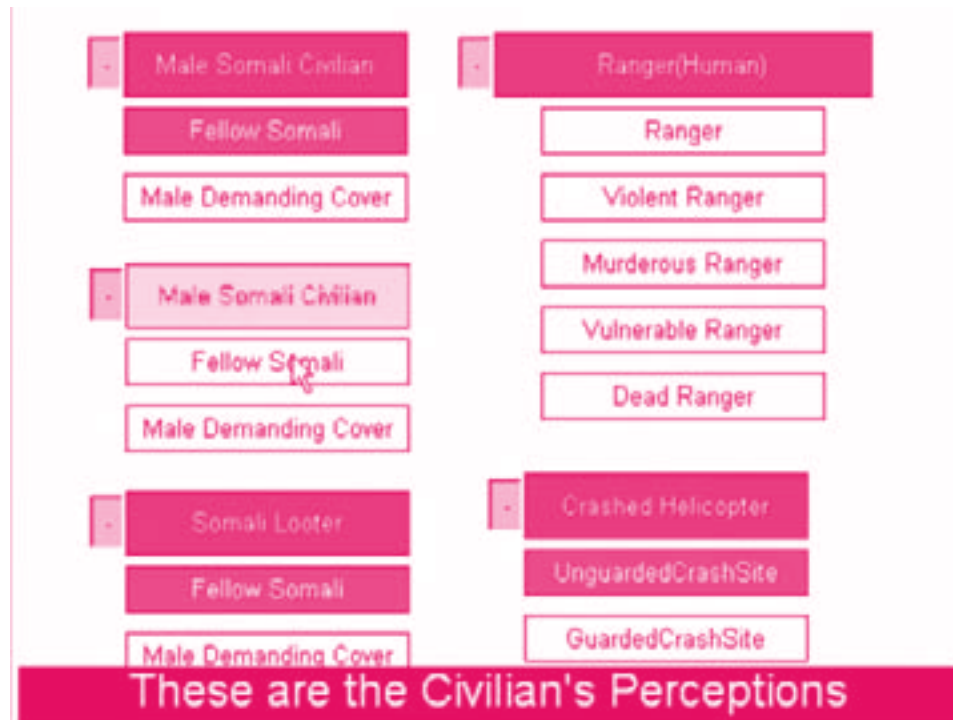 - Male Somali Civilian
Fellow Somali
Male Demanding Cover
- Male Somali Civilian
Fellow Somali
Male Demanding Cover
- Somali Looter
Fellow Somali
Male Demanding Cover
- Ranger(Human)
Ranger
Violent Ranger
Murderous Ranger
Vulnerable Ranger
Dead Ranger
- Crashed Helicopter
UnguardedCrashSite
GuardedCrashSite
These are the Civilian's Perceptions